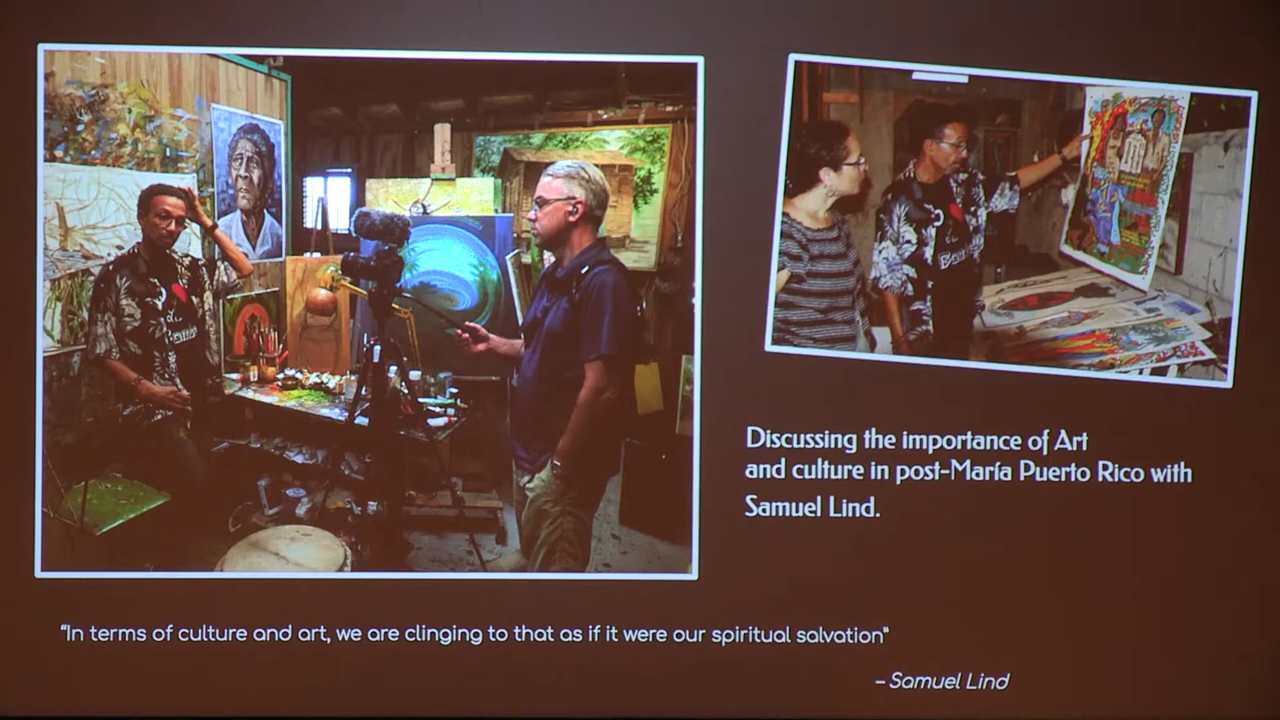 Discussing the importance of Art
and culture in post-María Puerto Rico with
Samuel Lind.
“In terms of culture and art, we are clinging to that as if it were our spiritual salvation”
– Samuel Lind